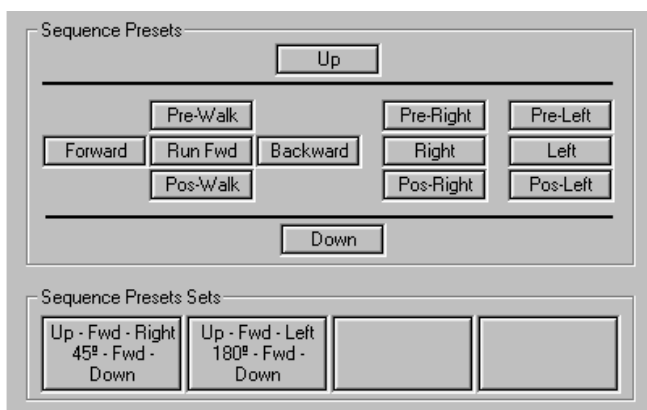 Sequence Presets
Up
Pre-Walk Pre-Right Pre-Left
Forward Run Fwd Backward Right Left
Pos-Walk Pos-Right Pos-Left
Down
Sequence Presets Sets
Up - Fwd - Right
45º - Fwd -
Down
Up - Fwd - Left
180º - Fwd -
Down